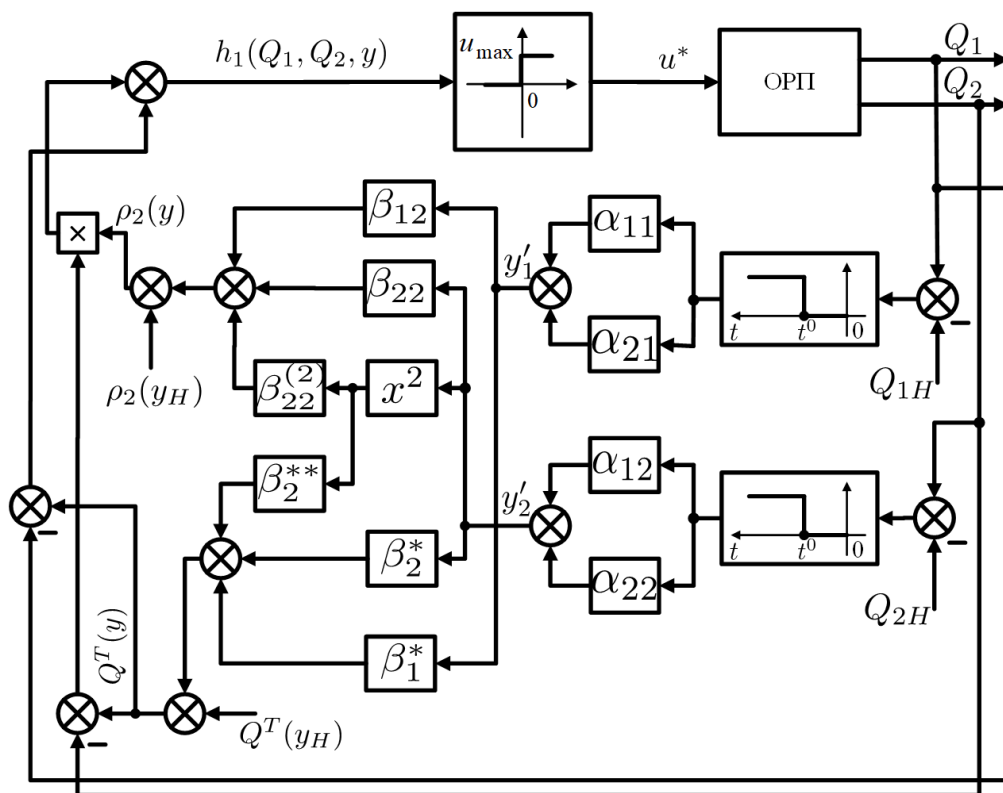 h₁(Q₁, Q₂, y)
u_max
0
u*
ОРП
Q₁
Q₂
β₁₂
α₁₁
×
ρ₂(y)
y′₁
β₂₂
α₂₁
t
t⁰
0
ρ₂(y_H)
β₂₂⁽²⁾
x²
Q₁H
β₂**
α₁₂
y′₂
t
t⁰
0
β₂*
α₂₂
Q₂H
Qᵀ(y)
β₁*
Qᵀ(y_H)